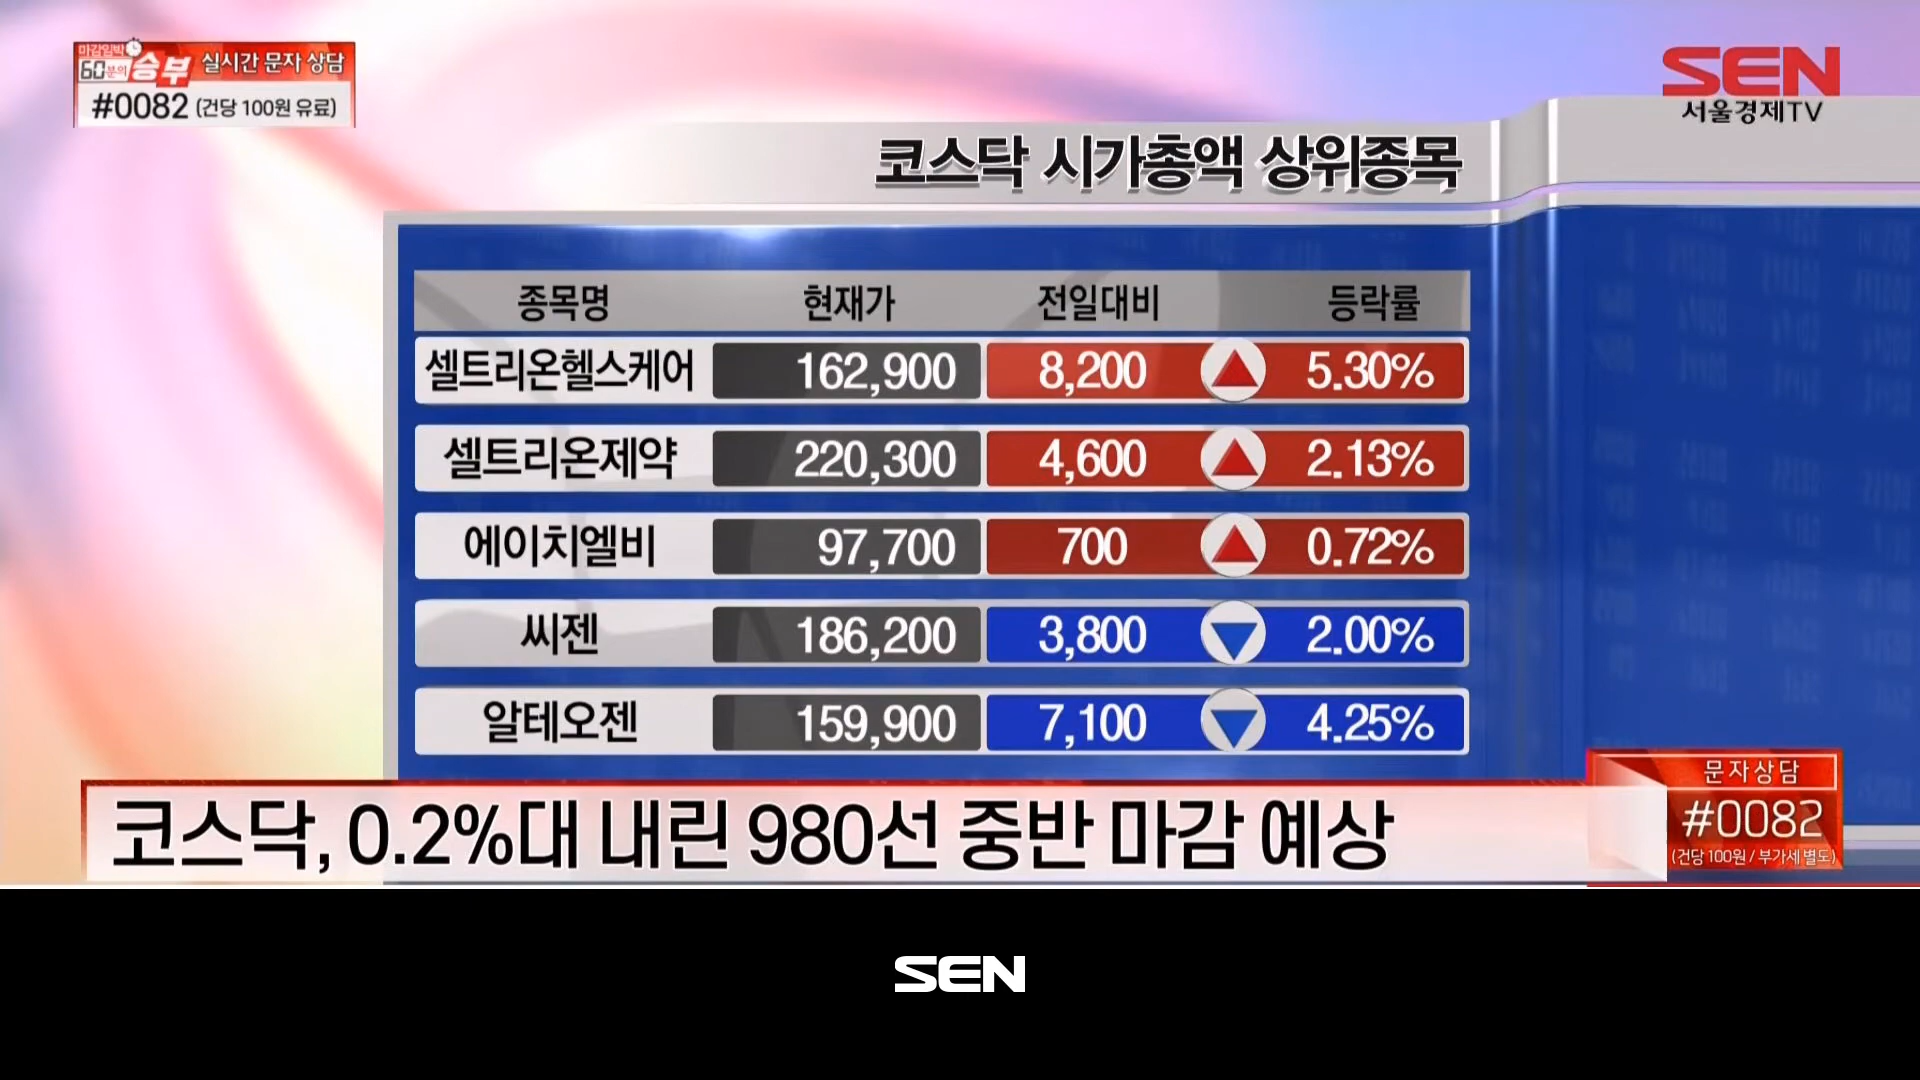 마감임박
60분의 승부 실시간 문자 상담
#0082 (건당 100원 유료)
SEN
서울경제TV
코스닥 시가총액 상위종목
종목명 현재가 전일대비 등락률
셀트리온헬스케어 162,900 8,200 ▲ 5.30%
셀트리온제약 220,300 4,600 ▲ 2.13%
에이치엘비 97,700 700 ▲ 0.72%
씨젠 186,200 3,800 ▼ 2.00%
알테오젠 159,900 7,100 ▼ 4.25%
코스닥, 0.2%대 내린 980선 중반 마감 예상
문자상담
#0082
(건당 100원 / 부가세 별도)
SEN